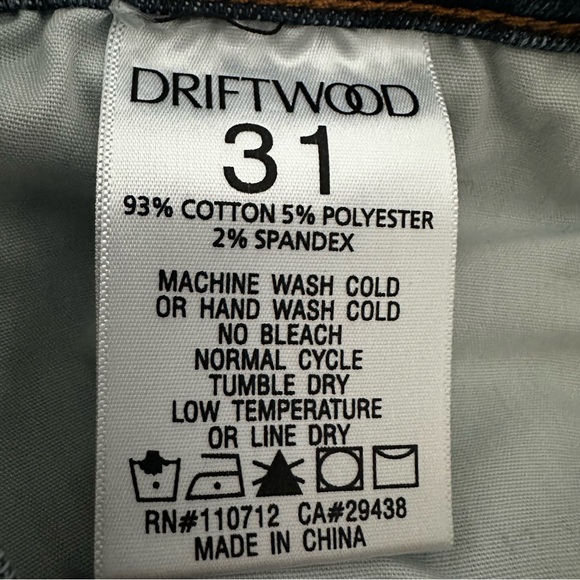 DRIFTWOOD
31
93% COTTON 5% POLYESTER
2% SPANDEX
MACHINE WASH COLD
OR HAND WASH COLD
NO BLEACH
NORMAL CYCLE
TUMBLE DRY
LOW TEMPERATURE
OR LINE DRY
RN#110712 CA#29438
MADE IN CHINA